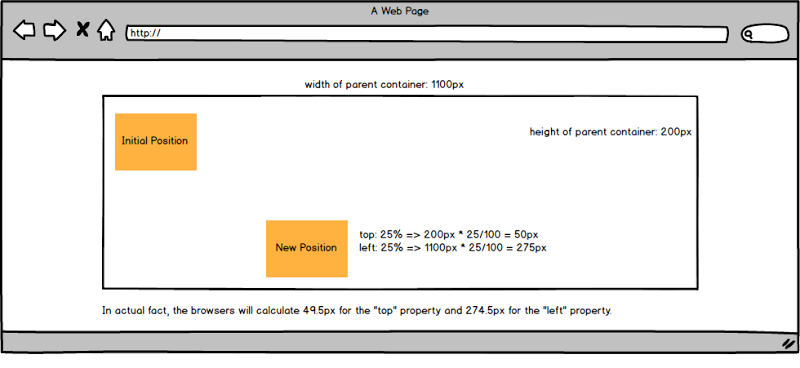 A Web Page
http://
width of parent container: 1100px
Initial Position
height of parent container: 200px
New Position
top: 25% => 200px * 25/100 = 50px
left: 25% => 1100px * 25/100 = 275px
In actual fact, the browsers will calculate 49.5px for the "top" property and 274.5px for the "left" property.